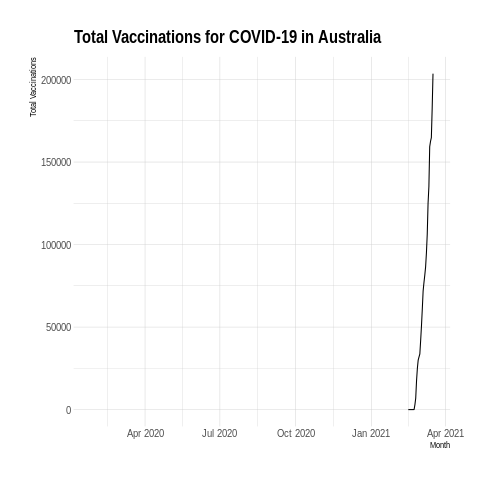 Total Vaccinations for COVID-19 in Australia
Total Vaccinations
200000
150000
100000
50000
0
Apr 2020 Jul 2020 Oct 2020 Jan 2021 Apr 2021
Month